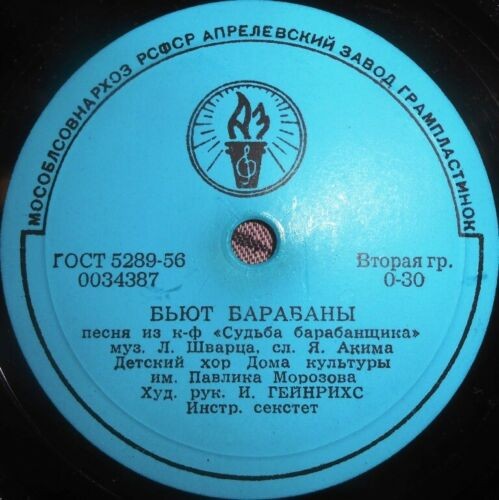 МОСОБЛСОВНАРХОЗ РСФСР АПРЕЛЕВСКИЙ ЗАВОД ГРАМПЛАСТИНОК
АЗ
ГОСТ 5289-56 Вторая гр.
0034387 0-30
БЬЮТ БАРАБАНЫ
песня из к-ф «Судьба барабанщика»
муз. Л. Шварца, сл. Я. Акима
Детский хор Дома культуры
им. Павлика Морозова
Худ. рук. И. ГЕЙНРИХС
Инстр. секстет